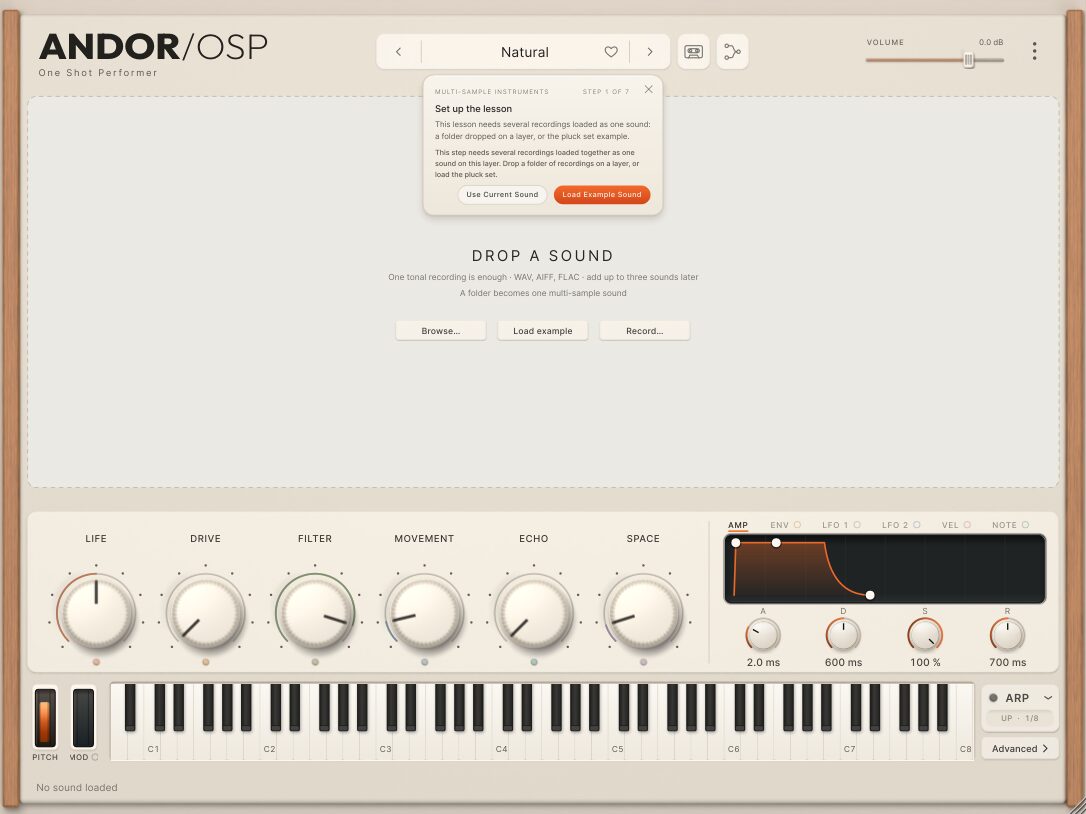 ANDOR/OSP
One Shot Performer
Natural
VOLUME
0.0 dB
MULTI-SAMPLE INSTRUMENTS
STEP 1 OF 7
Set up the lesson
This lesson needs several recordings loaded as one sound:
a folder dropped on a layer, or the pluck set example.
This step needs several recordings loaded together as one
sound on this layer. Drop a folder of recordings on a layer, or
load the pluck set.
Use Current Sound
Load Example Sound
DROP A SOUND
One tonal recording is enough · WAV, AIFF, FLAC · add up to three sounds later
A folder becomes one multi-sample sound
Browse...
Load example
Record...
LIFE
DRIVE
FILTER
MOVEMENT
ECHO
SPACE
AMP
ENV
LFO 1
LFO 2
VEL
NOTE
A
D
S
R
2.0 ms
600 ms
100 %
700 ms
PITCH
MOD
C1
C2
C3
C4
C5
C6
C7
C8
ARP
UP · 1/8
Advanced
No sound loaded